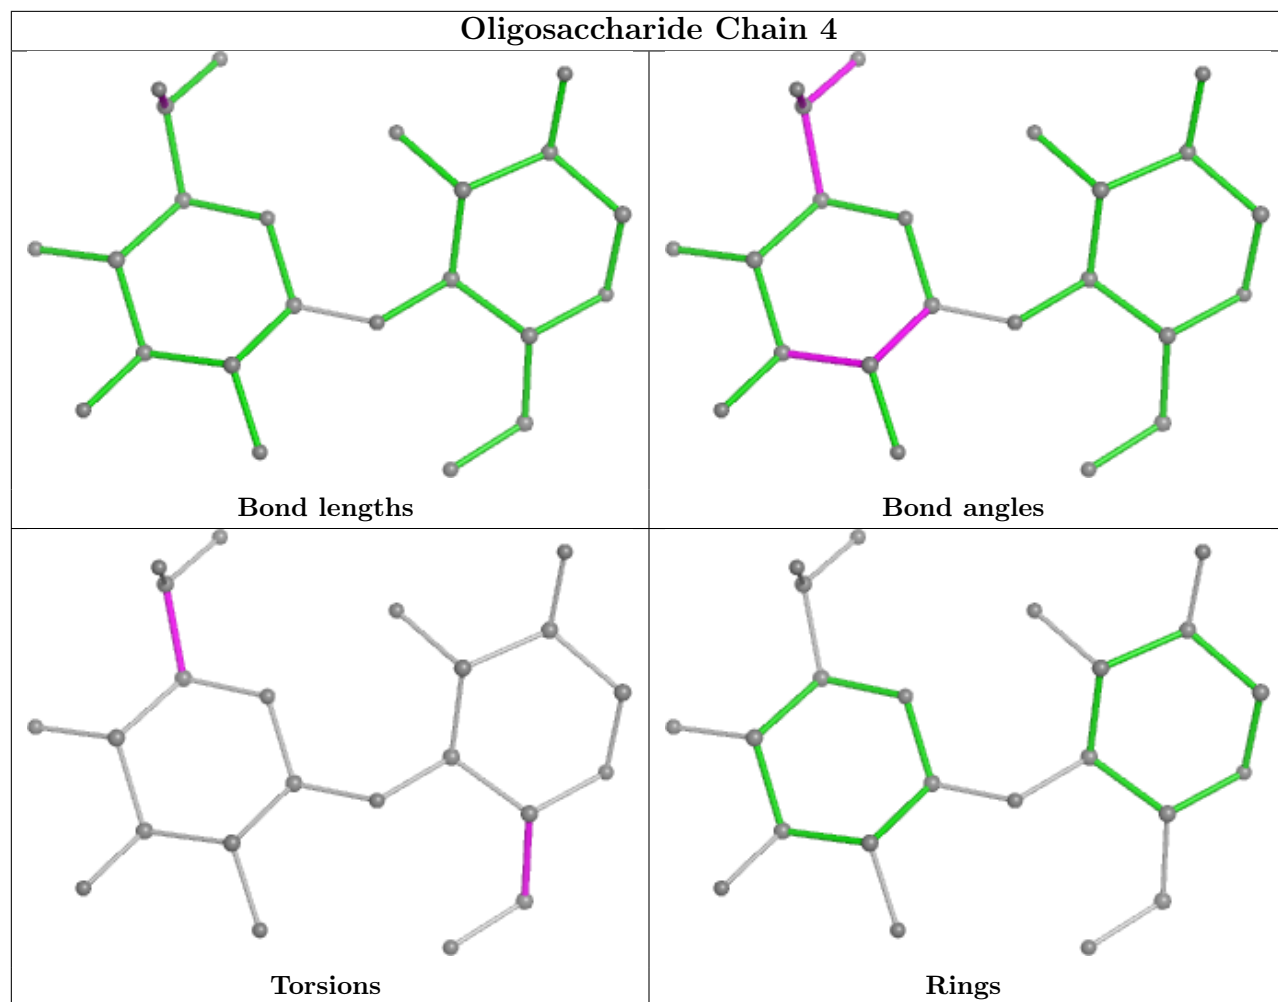 Oligosaccharide Chain 4
Bond lengths
Bond angles
Torsions
Rings